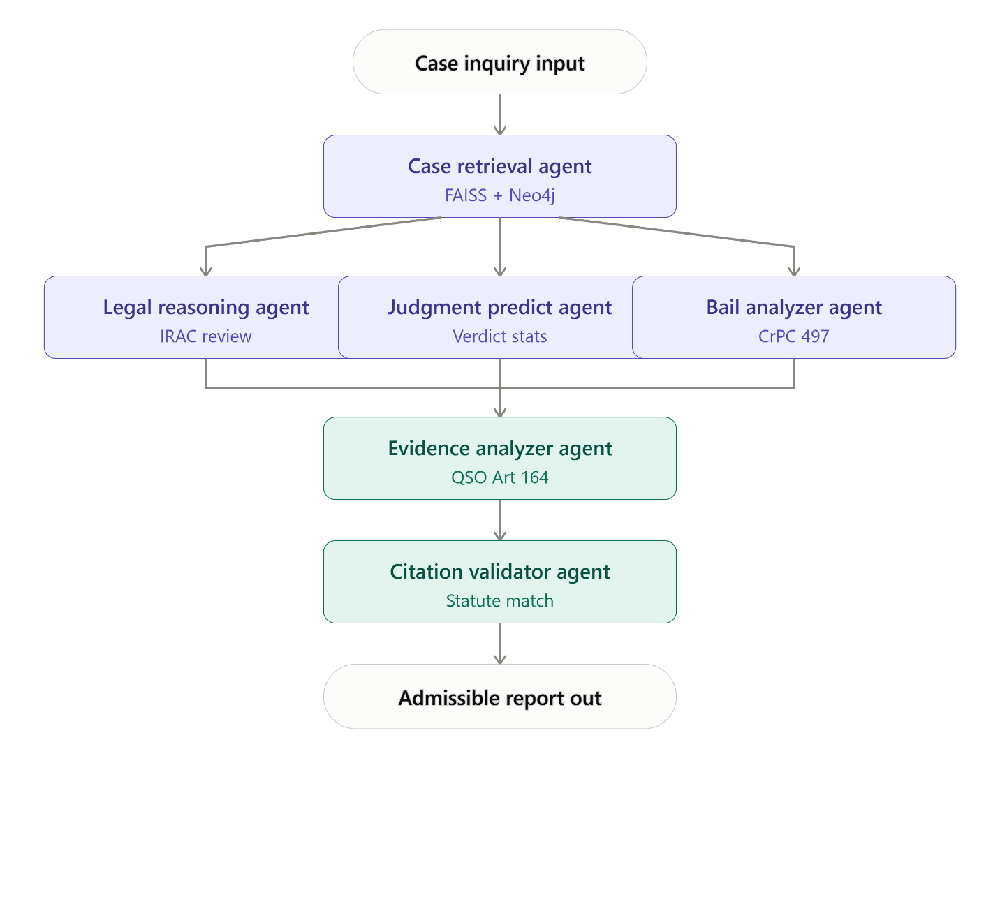 Case inquiry input
Case retrieval agent
FAISS + Neo4j
Legal reasoning agent
IRAC review
Judgment predict agent
Verdict stats
Bail analyzer agent
CrPC 497
Evidence analyzer agent
QSO Art 164
Citation validator agent
Statute match
Admissible report out